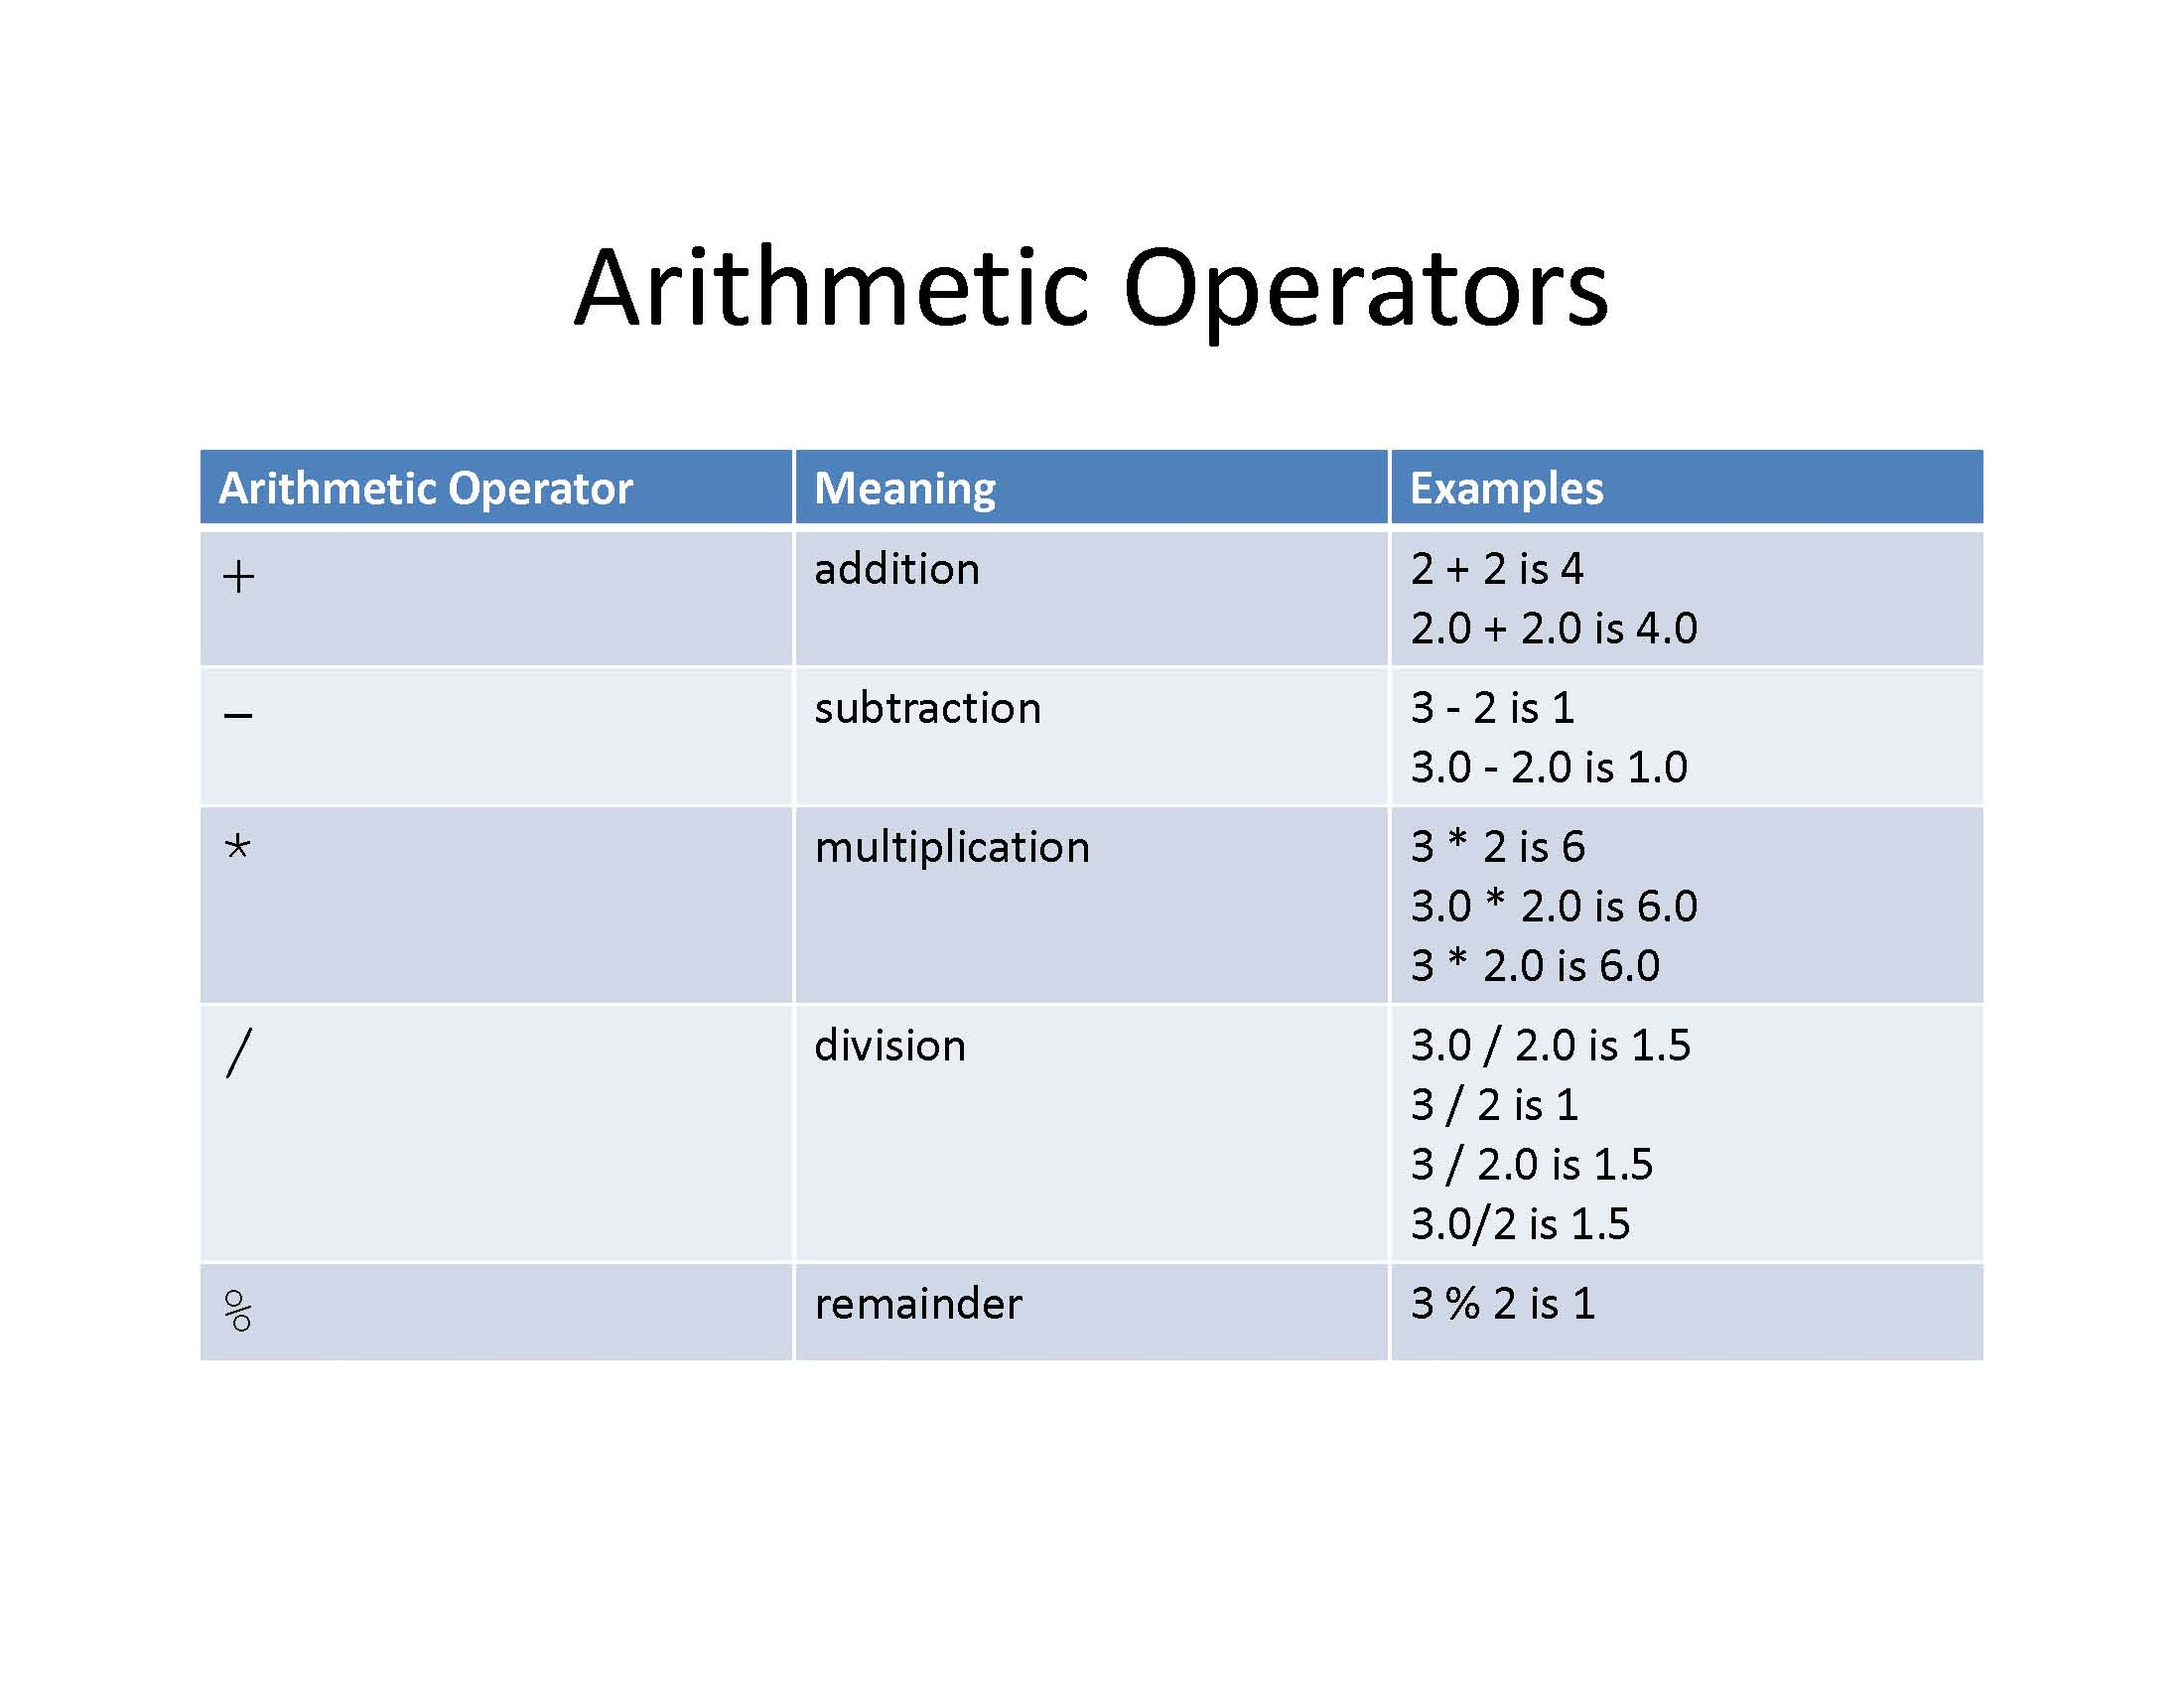 Arithmetic Operators
Arithmetic Operator Meaning Examples
+ addition 2 + 2 is 4
2.0 + 2.0 is 4.0
– subtraction 3 - 2 is 1
3.0 - 2.0 is 1.0
* multiplication 3 * 2 is 6
3.0 * 2.0 is 6.0
3 * 2.0 is 6.0
/ division 3.0 / 2.0 is 1.5
3 / 2 is 1
3 / 2.0 is 1.5
3.0/2 is 1.5
% remainder 3 % 2 is 1